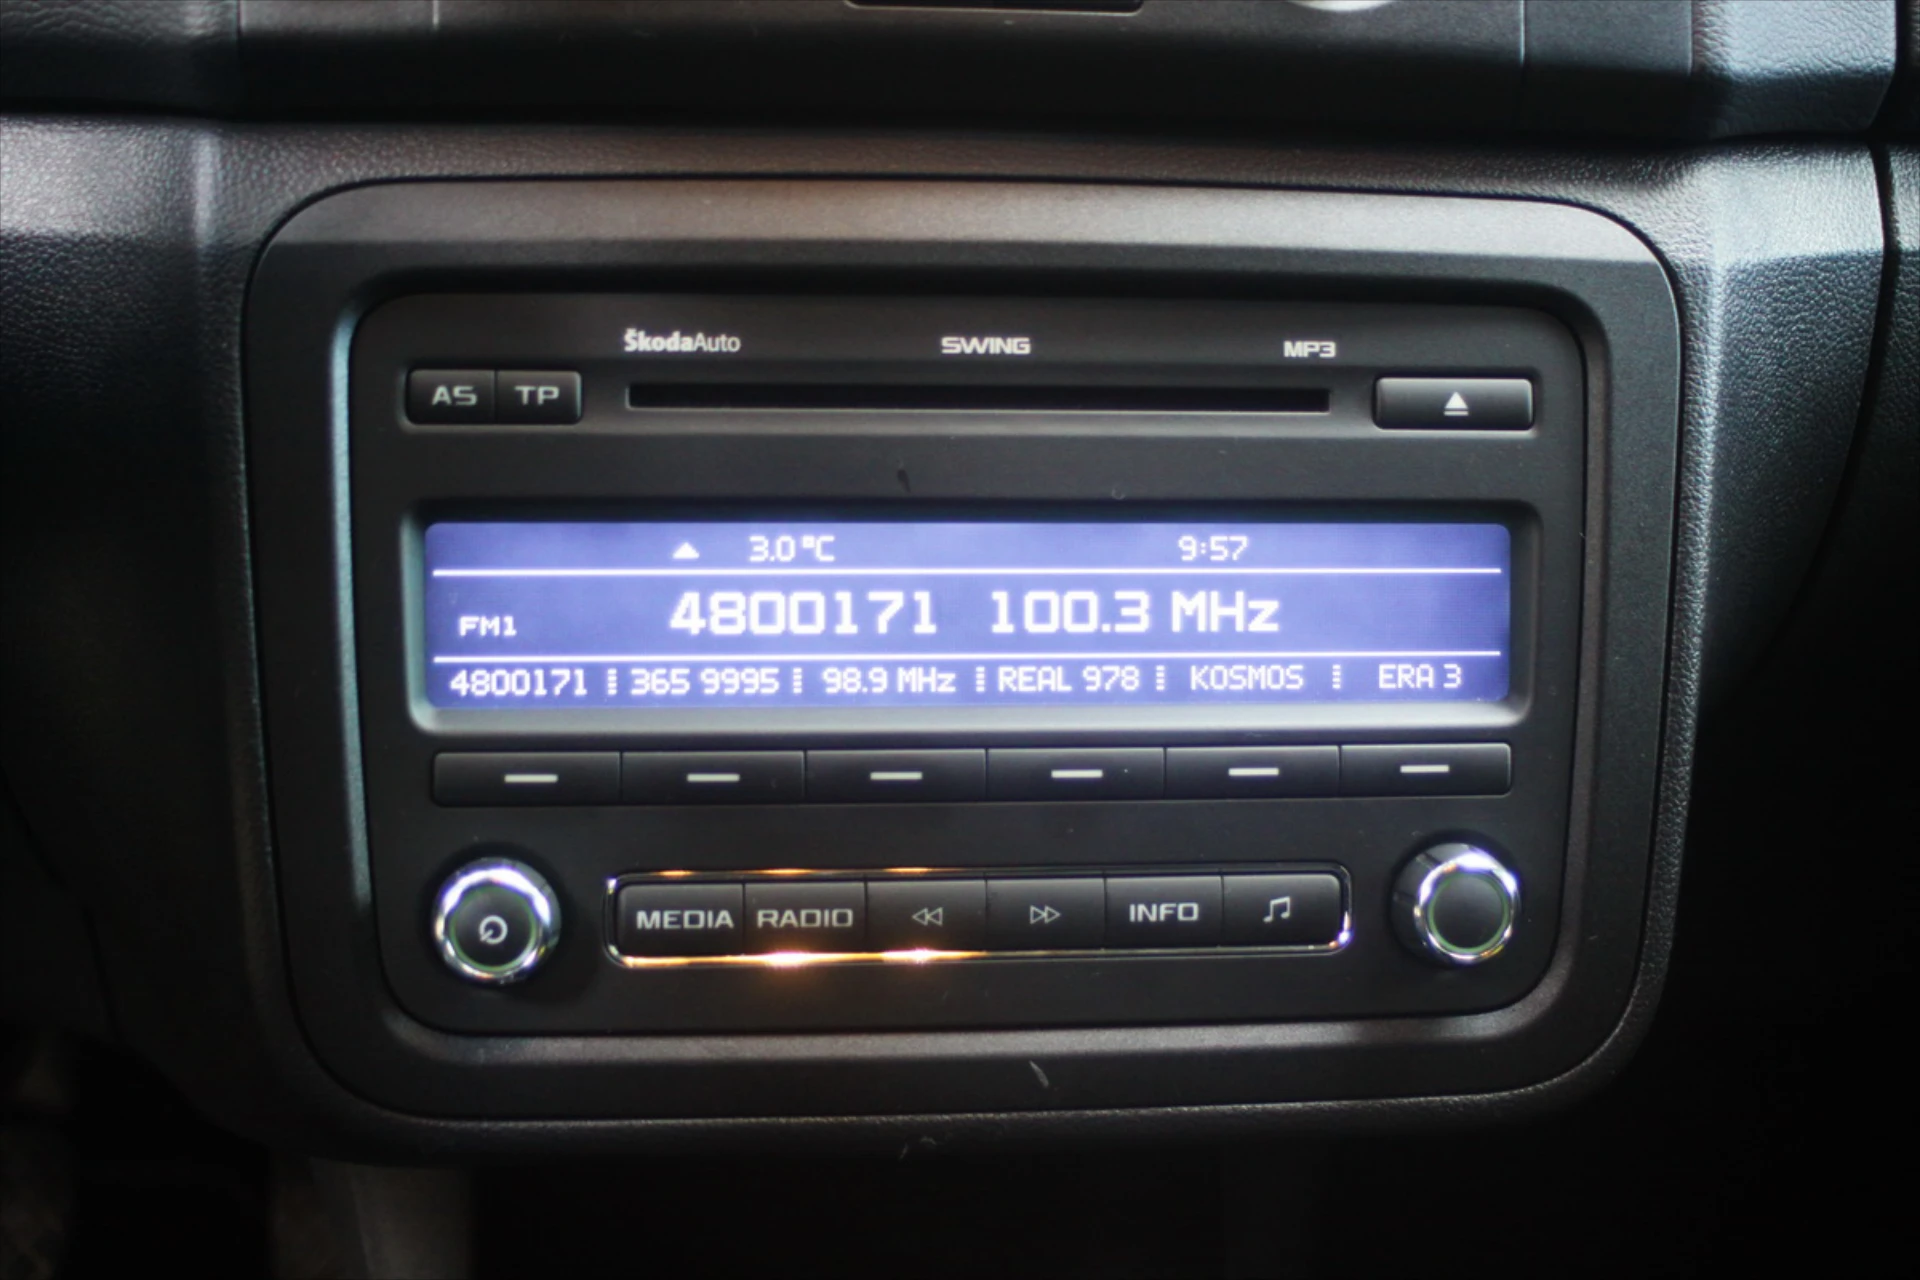 ŠkodaAuto SWING MP3
AS TP
3.0°C 9:57
FM1 4800171 100.3 MHz
4800171 365 9995 98.9 MHz REAL 978 KOSMOS ERA 3
MEDIA RADIO INFO